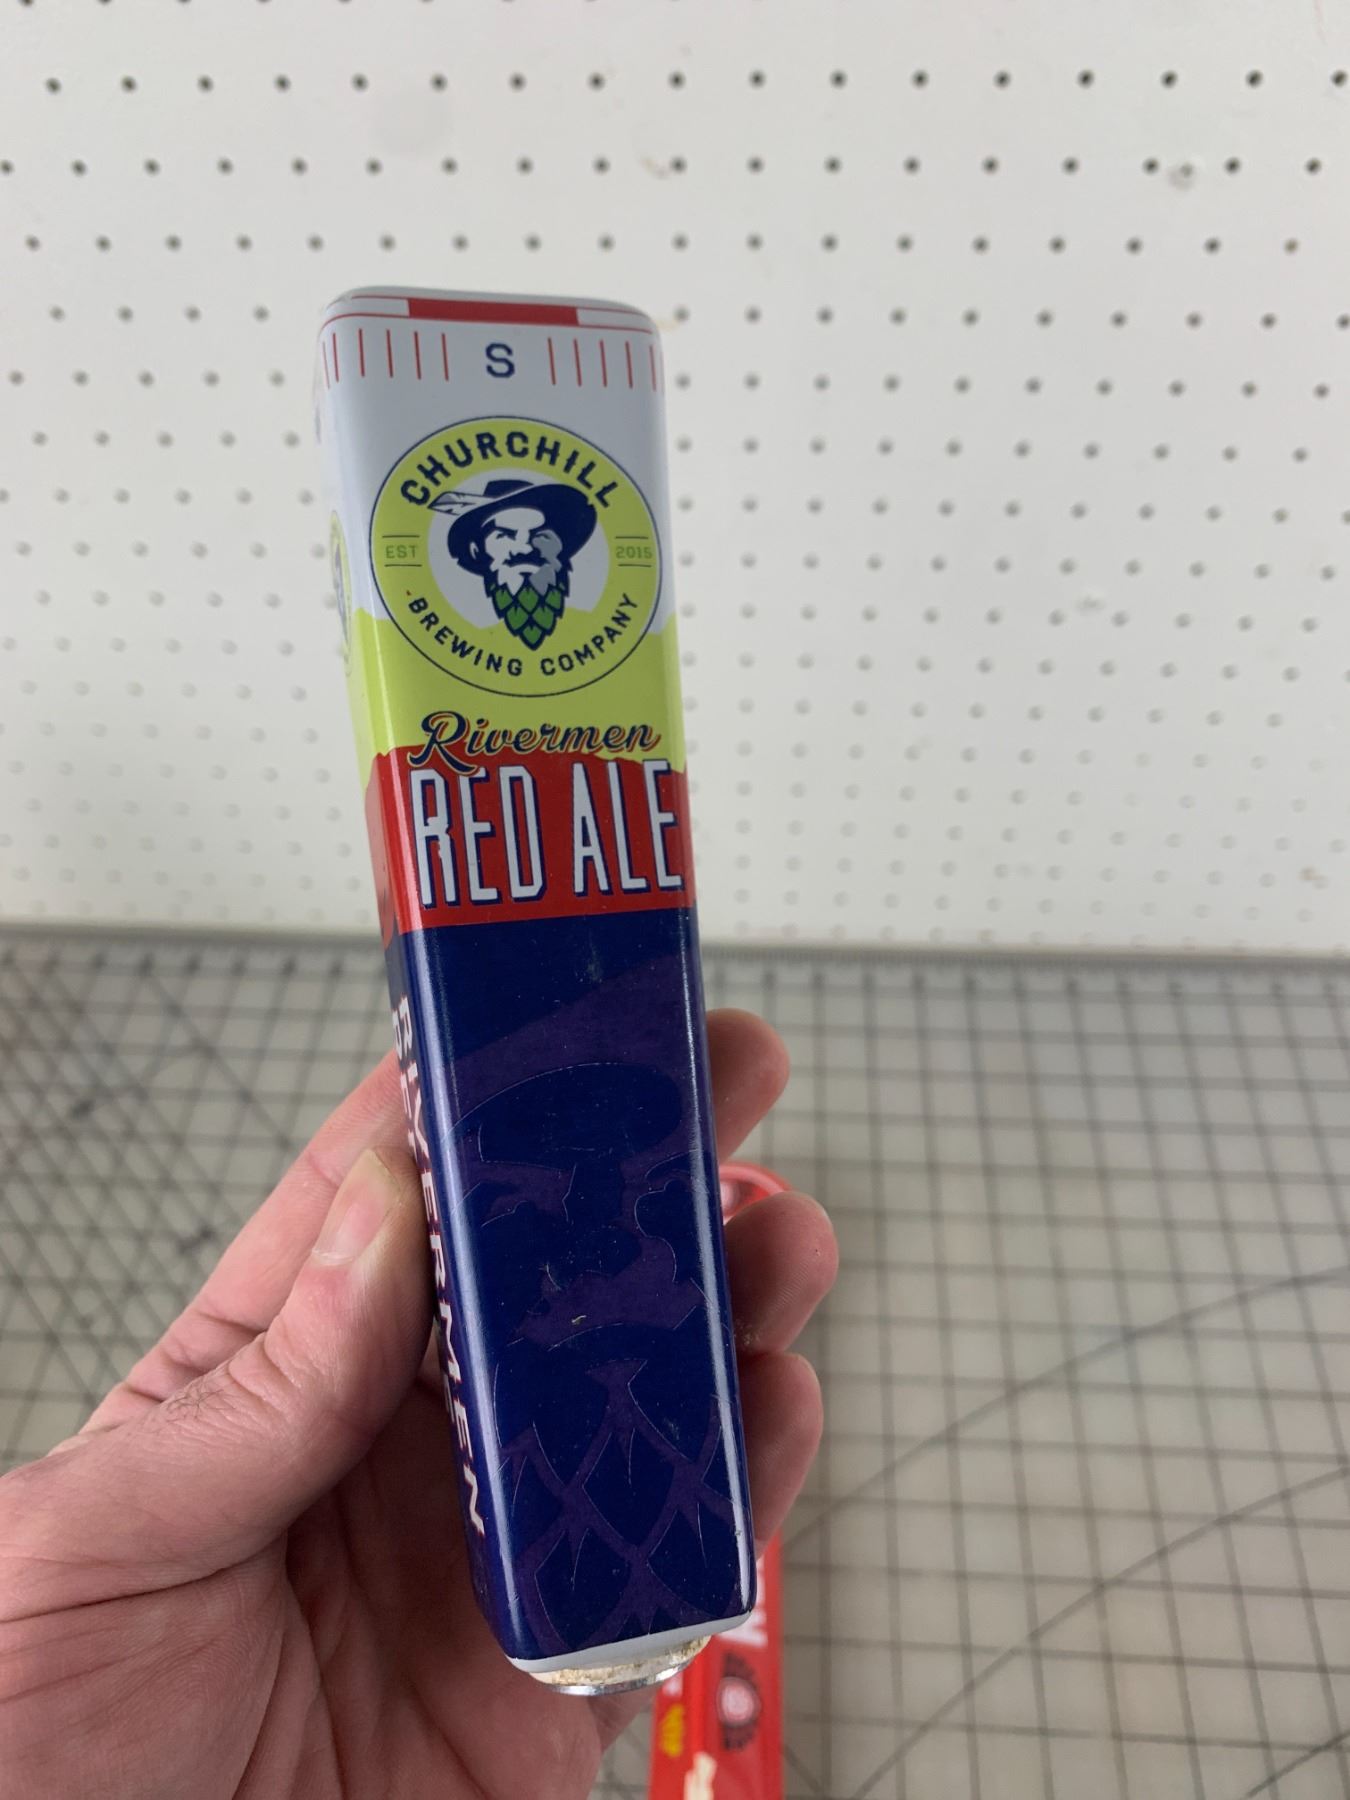 S
CHURCHILL
EST 2015
BREWING COMPANY
Rivermen
RED ALE
RIVERMEN